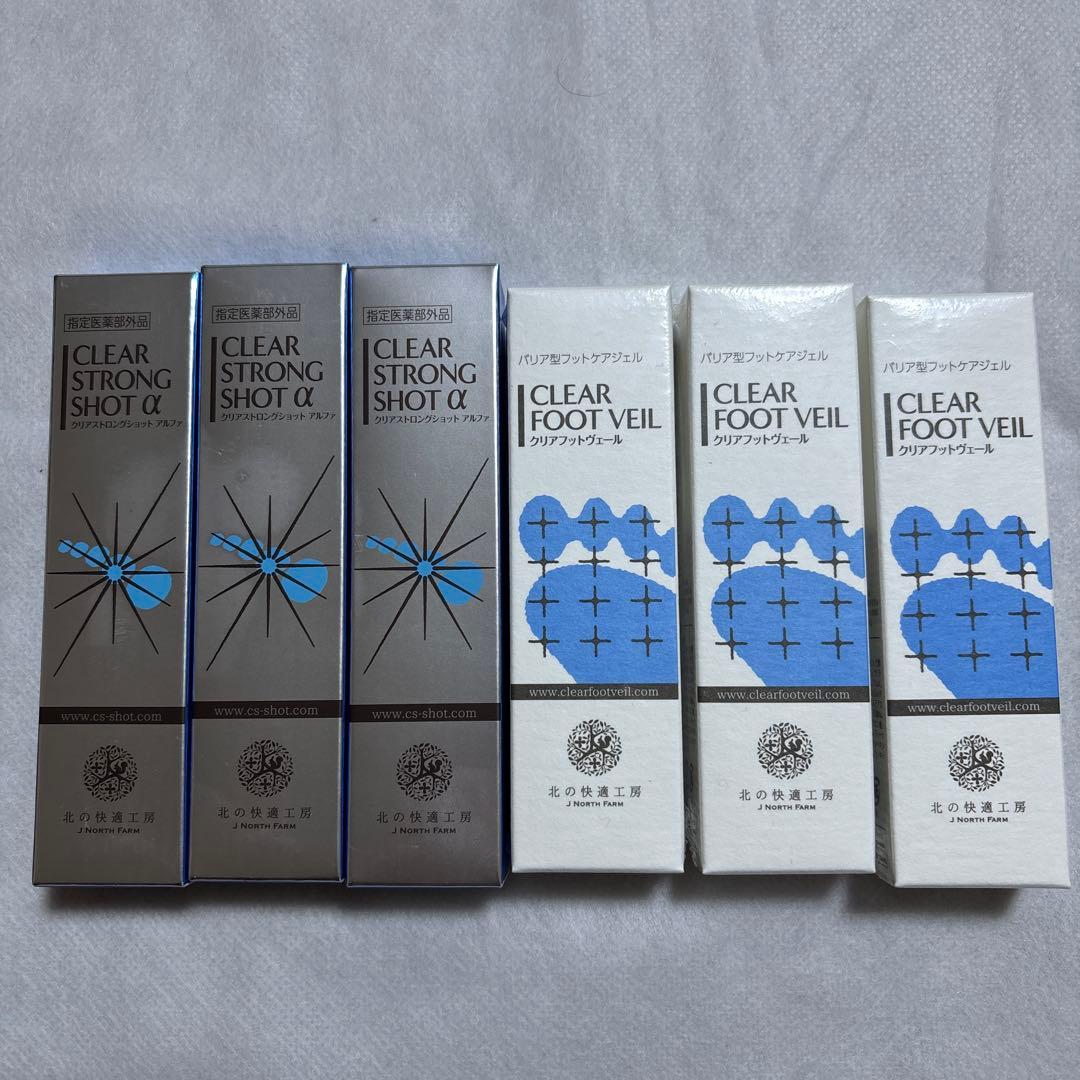 指定医薬部外品
CLEAR
STRONG
SHOT α
クリアストロングショット アルファ
www.cs-shot.com
北の快適工房
J NORTH FARM
指定医薬部外品
CLEAR
STRONG
SHOT α
クリアストロングショット アルファ
www.cs-shot.com
北の快適工房
J NORTH FARM
指定医薬部外品
CLEAR
STRONG
SHOT α
クリアストロングショット アルファ
www.cs-shot.com
北の快適工房
J NORTH FARM
バリア型フットケアジェル
CLEAR
FOOT VEIL
クリアフットヴェール
www.clearfootveil.com
北の快適工房
J NORTH FARM
バリア型フットケアジェル
CLEAR
FOOT VEIL
クリアフットヴェール
www.clearfootveil.com
北の快適工房
J NORTH FARM
バリア型フットケアジェル
CLEAR
FOOT VEIL
クリアフットヴェール
www.clearfootveil.com
北の快適工房
J NORTH FARM